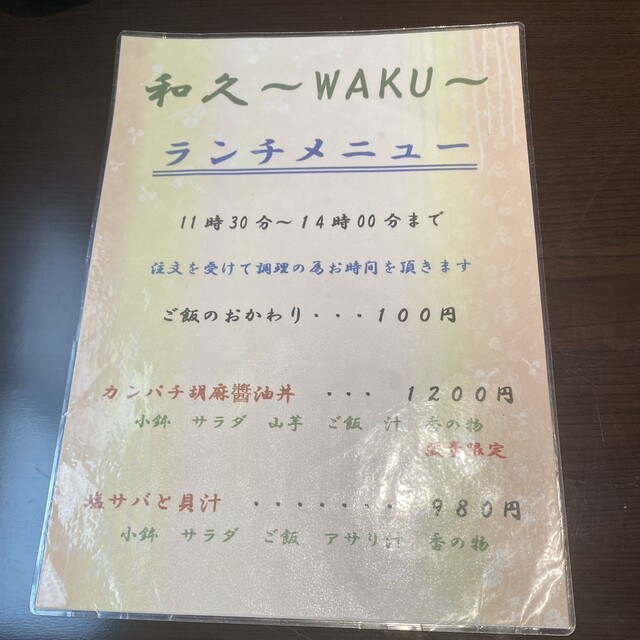 和久～WAKU～
ランチメニュー
11時30分～14時00分まで
注文を受けて調理の為お時間を頂きます
ご飯のおかわり・・・100円
カンパチ胡麻醬油丼 ・・・ 1200円
小鉢 サラダ 山芋 ご飯 汁 香の物
数量限定
塩サバと貝汁 ・・・・・・・ 980円
小鉢 サラダ ご飯 アサリ汁 香の物